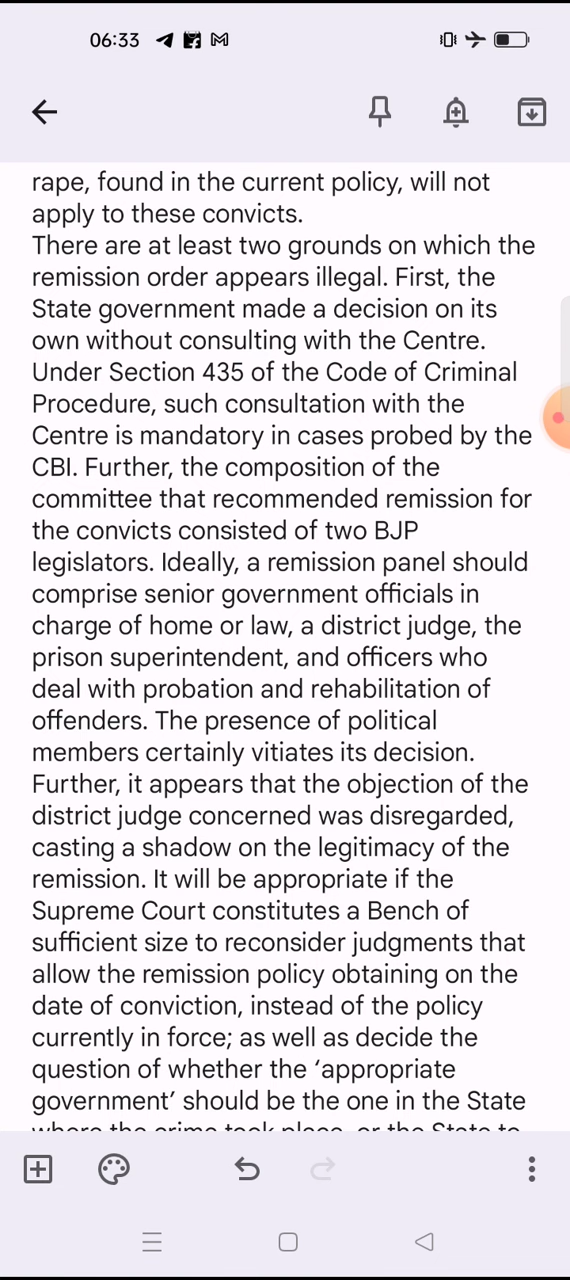 06:33
rape, found in the current policy, will not
apply to these convicts.
There are at least two grounds on which the
remission order appears illegal. First, the
State government made a decision on its
own without consulting with the Centre.
Under Section 435 of the Code of Criminal
Procedure, such consultation with the
Centre is mandatory in cases probed by the
CBI. Further, the composition of the
committee that recommended remission for
the convicts consisted of two BJP
legislators. Ideally, a remission panel should
comprise senior government officials in
charge of home or law, a district judge, the
prison superintendent, and officers who
deal with probation and rehabilitation of
offenders. The presence of political
members certainly vitiates its decision.
Further, it appears that the objection of the
district judge concerned was disregarded,
casting a shadow on the legitimacy of the
remission. It will be appropriate if the
Supreme Court constitutes a Bench of
sufficient size to reconsider judgments that
allow the remission policy obtaining on the
date of conviction, instead of the policy
currently in force; as well as decide the
question of whether the ‘appropriate
government’ should be the one in the State
where the crime took place, or the State to